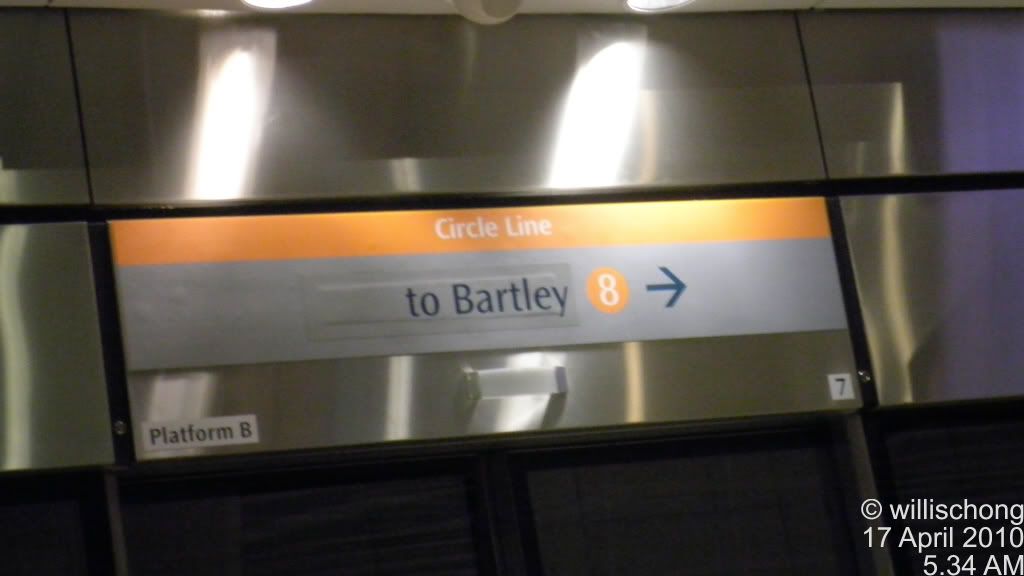 Circle Line
to Bartley 8 →
7
Platform B
© willischong
17 April 2010
5.34 AM